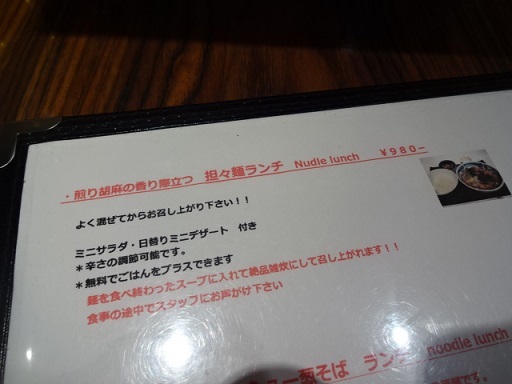 ・煎り胡麻の香り際立つ 担々麺ランチ Nudle lunch ￥９８０－
よく混ぜてからお召し上がり下さい！！
ミニサラダ・日替りミニデザート 付き
＊辛さの調節可能です。
＊無料でごはんをプラスできます
麺を食べ終わったスープに入れて絶品雑炊にして召し上がれます！！
食事の途中でスタッフにお声がけ下さい
葱そば ランチ noodle lunch